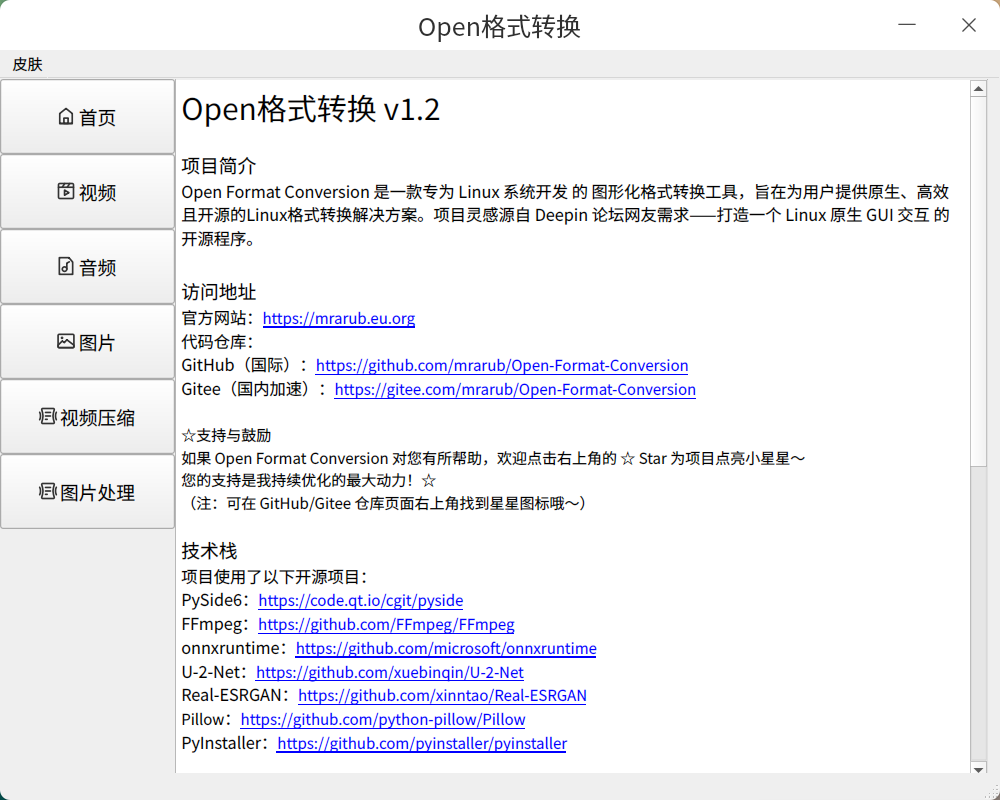 Open格式转换
皮肤
首页
视频
音频
图片
视频压缩
图片处理
Open格式转换 v1.2
项目简介
Open Format Conversion 是一款专为 Linux 系统开发 的 图形化格式转换工具，旨在为用户提供原生、高效
且开源的Linux格式转换解决方案。项目灵感源自 Deepin 论坛网友需求——打造一个 Linux 原生 GUI 交互 的
开源程序。
访问地址
官方网站：https://mrarub.eu.org
代码仓库：
GitHub（国际）：https://github.com/mrarub/Open-Format-Conversion
Gitee（国内加速）：https://gitee.com/mrarub/Open-Format-Conversion
☆支持与鼓励
如果 Open Format Conversion 对您有所帮助，欢迎点击右上角的 ☆ Star 为项目点亮小星星～
您的支持是我持续优化的最大动力！☆
（注：可在 GitHub/Gitee 仓库页面右上角找到星星图标哦～）
技术栈
项目使用了以下开源项目：
PySide6：https://code.qt.io/cgit/pyside
FFmpeg：https://github.com/FFmpeg/FFmpeg
onnxruntime：https://github.com/microsoft/onnxruntime
U-2-Net：https://github.com/xuebinqin/U-2-Net
Real-ESRGAN：https://github.com/xinntao/Real-ESRGAN
Pillow：https://github.com/python-pillow/Pillow
PyInstaller：https://github.com/pyinstaller/pyinstaller